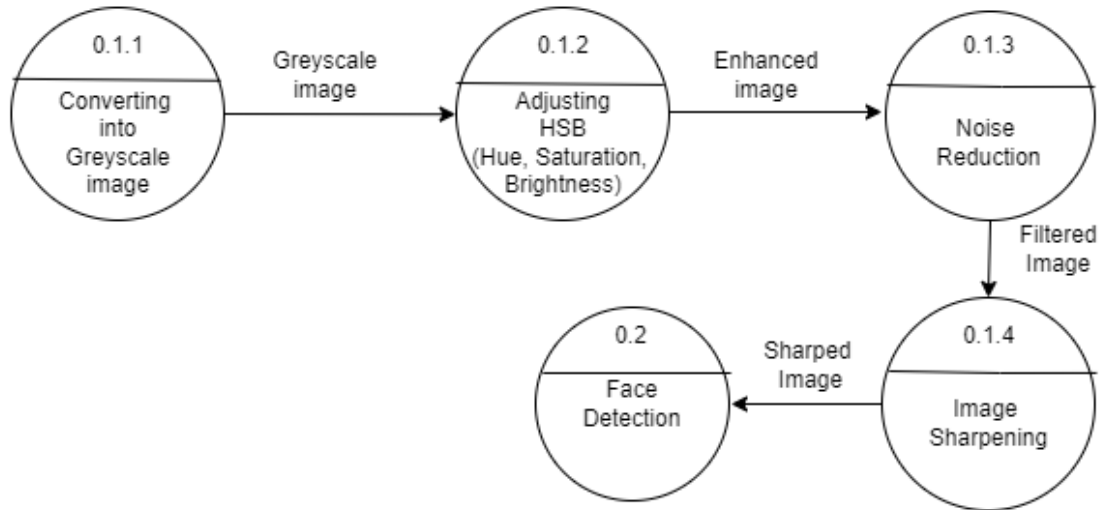 0.1.1
Converting
into
Greyscale
image
Greyscale
image
0.1.2
Adjusting
HSB
(Hue, Saturation,
Brightness)
Enhanced
image
0.1.3
Noise
Reduction
Filtered
Image
0.1.4
Image
Sharpening
Sharped
Image
0.2
Face
Detection